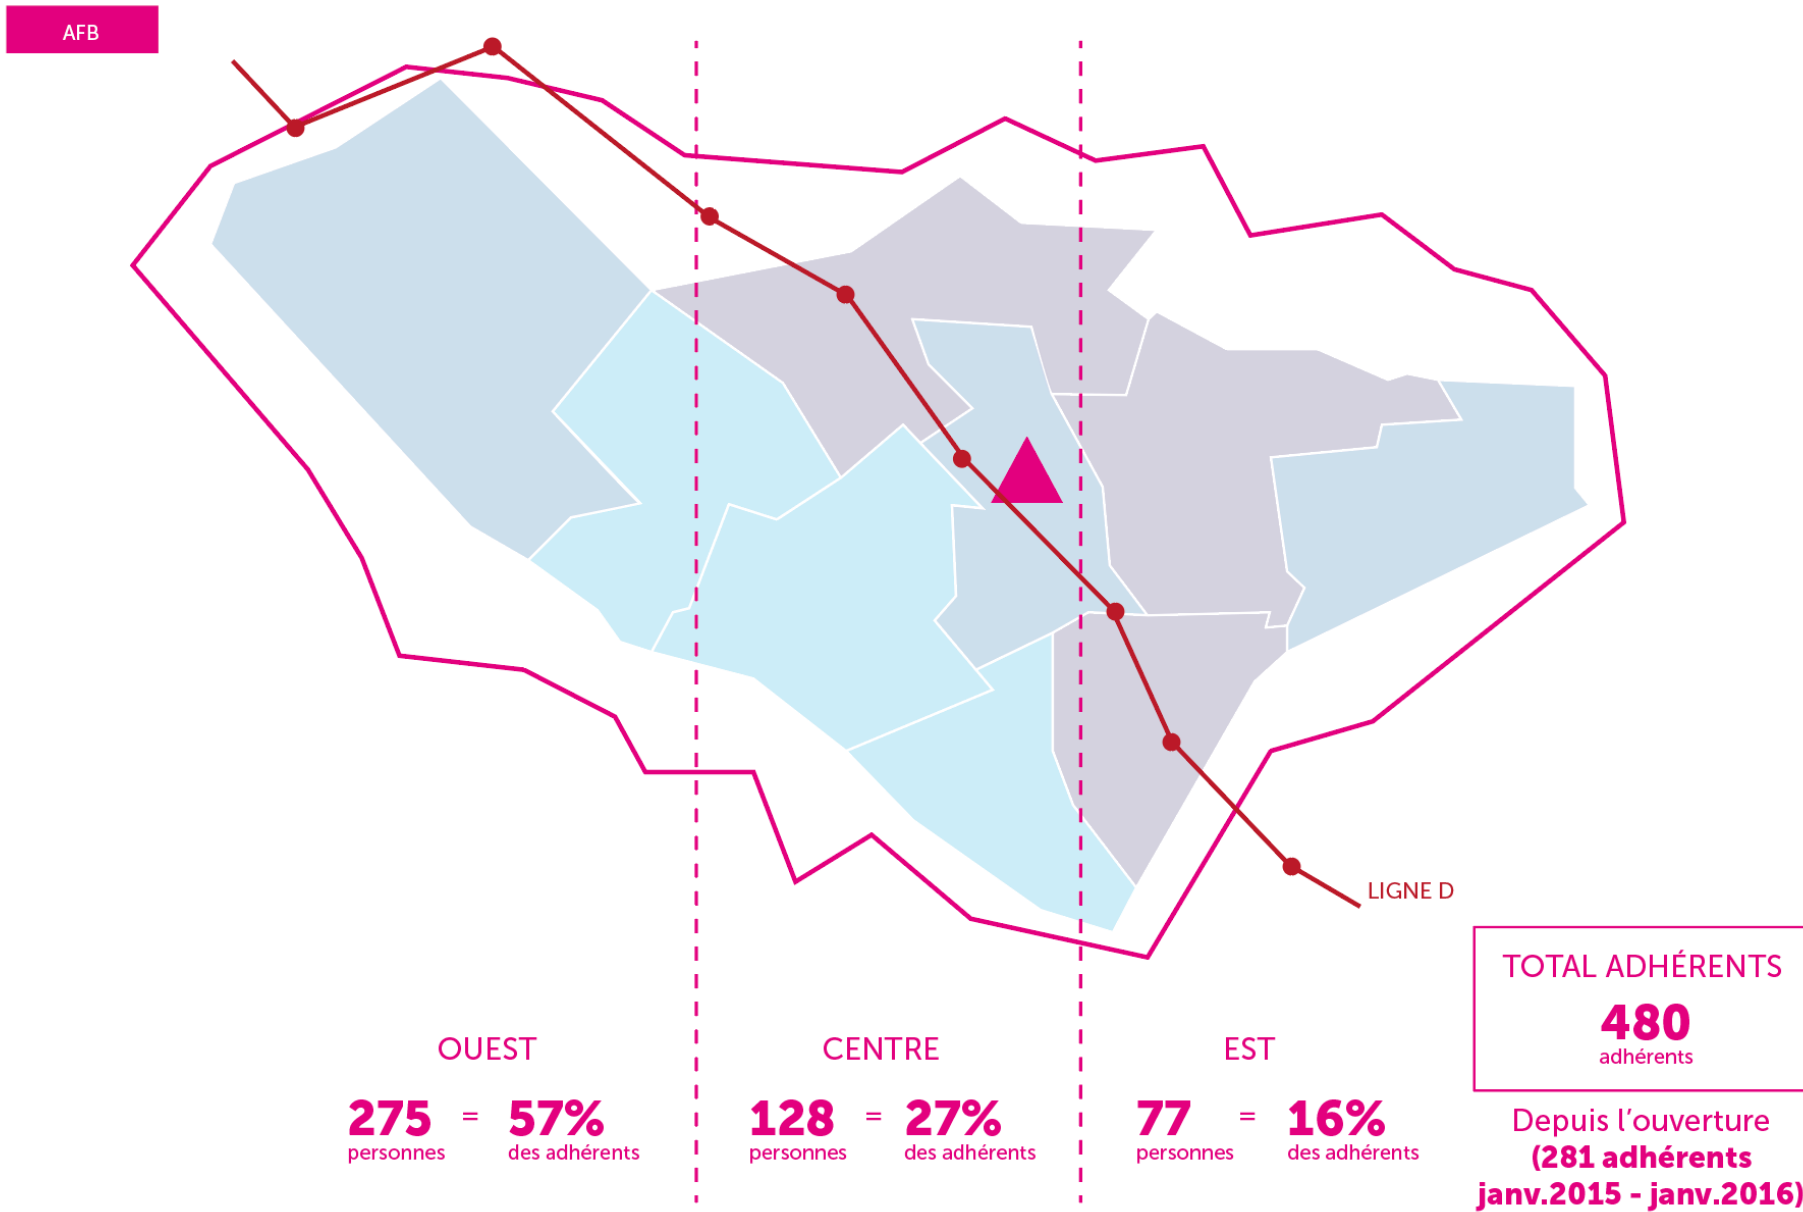 AFB
LIGNE D
OUEST
275 = 57%
personnes des adhérents
CENTRE
128 = 27%
personnes des adhérents
EST
77 = 16%
personnes des adhérents
TOTAL ADHÉRENTS
480
adhérents
Depuis l'ouverture
(281 adhérents
janv.2015 - janv.2016)